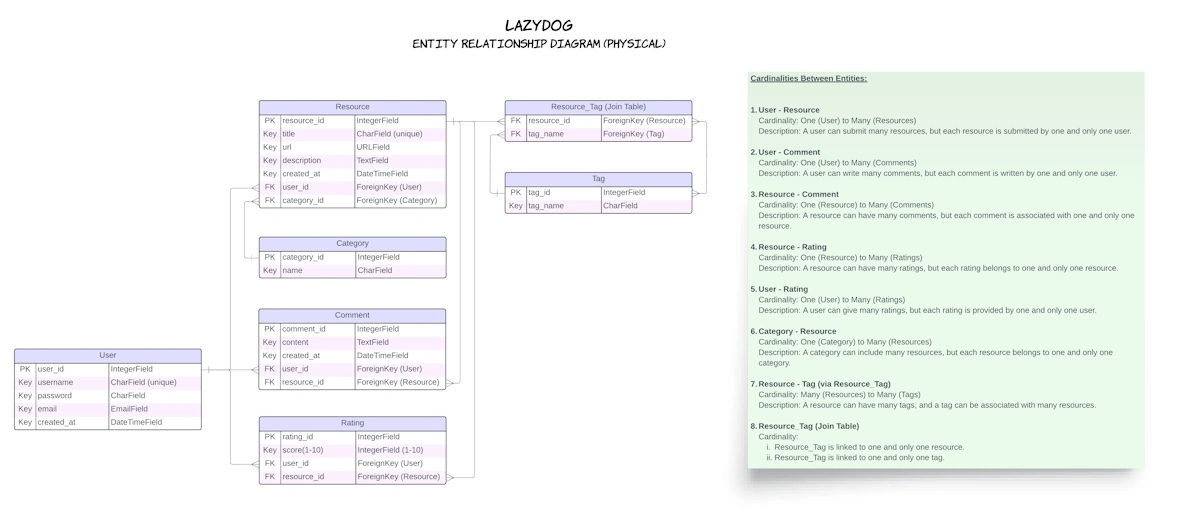 LAZYDOG
ENTITY RELATIONSHIP DIAGRAM (PHYSICAL)
Resource
PK resource_id IntegerField
Key title CharField (unique)
Key url URLField
Key description TextField
Key created_at DateTimeField
FK user_id ForeignKey (User)
FK category_id ForeignKey (Category)
Resource_Tag (Join Table)
FK resource_id ForeignKey (Resource)
FK tag_name ForeignKey (Tag)
Tag
PK tag_id IntegerField
Key tag_name CharField
Category
PK category_id IntegerField
Key name CharField
Comment
PK comment_id IntegerField
Key content TextField
Key created_at DateTimeField
FK user_id ForeignKey (User)
FK resource_id ForeignKey (Resource)
User
PK user_id IntegerField
Key username CharField (unique)
Key password CharField
Key email EmailField
Key created_at DateTimeField
Rating
PK rating_id IntegerField
Key score(1-10) IntegerField (1-10)
FK user_id ForeignKey (User)
FK resource_id ForeignKey (Resource)
Cardinalities Between Entities:
1. User - Resource
Cardinality: One (User) to Many (Resources)
Description: A user can submit many resources, but each resource is submitted by one and only one user.
2. User - Comment
Cardinality: One (User) to Many (Comments)
Description: A user can write many comments, but each comment is written by one and only one user.
3. Resource - Comment
Cardinality: One (Resource) to Many (Comments)
Description: A resource can have many comments, but each comment is associated with one and only one
resource.
4. Resource - Rating
Cardinality: One (Resource) to Many (Ratings)
Description: A resource can have many ratings, but each rating belongs to one and only one resource.
5. User - Rating
Cardinality: One (User) to Many (Ratings)
Description: A user can give many ratings, but each rating is provided by one and only one user.
6. Category - Resource
Cardinality: One (Category) to Many (Resources)
Description: A category can include many resources, but each resource belongs to one and only one
category.
7. Resource - Tag (via Resource_Tag)
Cardinality: Many (Resources) to Many (Tags)
Description: A resource can have many tags, and a tag can be associated with many resources.
8. Resource_Tag (Join Table)
Cardinality:
i. Resource_Tag is linked to one and only one resource.
ii. Resource_Tag is linked to one and only one tag.